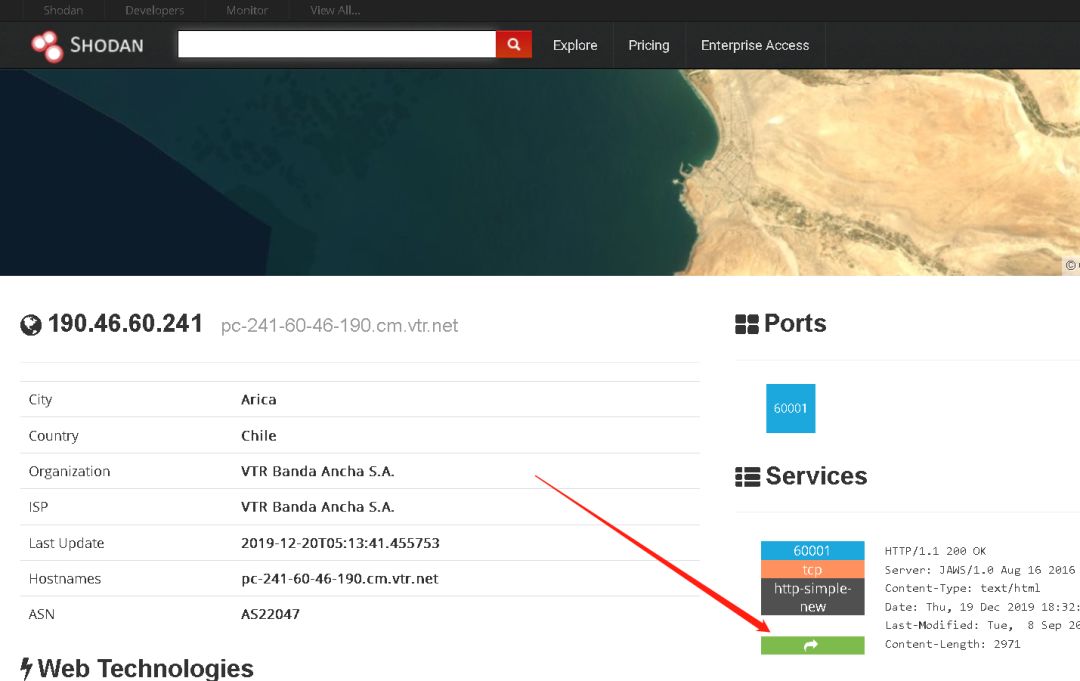 Shodan Developers Monitor View All...
SHODAN Explore Pricing Enterprise Access
©
190.46.60.241 pc-241-60-46-190.cm.vtr.net
City Arica
Country Chile
Organization VTR Banda Ancha S.A.
ISP VTR Banda Ancha S.A.
Last Update 2019-12-20T05:13:41.455753
Hostnames pc-241-60-46-190.cm.vtr.net
ASN AS22047
Web Technologies
Ports
60001
Services
60001
tcp
http-simple-
new
HTTP/1.1 200 OK
Server: JAWS/1.0 Aug 16 2016
Content-Type: text/html
Date: Thu, 19 Dec 2019 18:32:
Last-Modified: Tue, 8 Sep 20
Content-Length: 2971